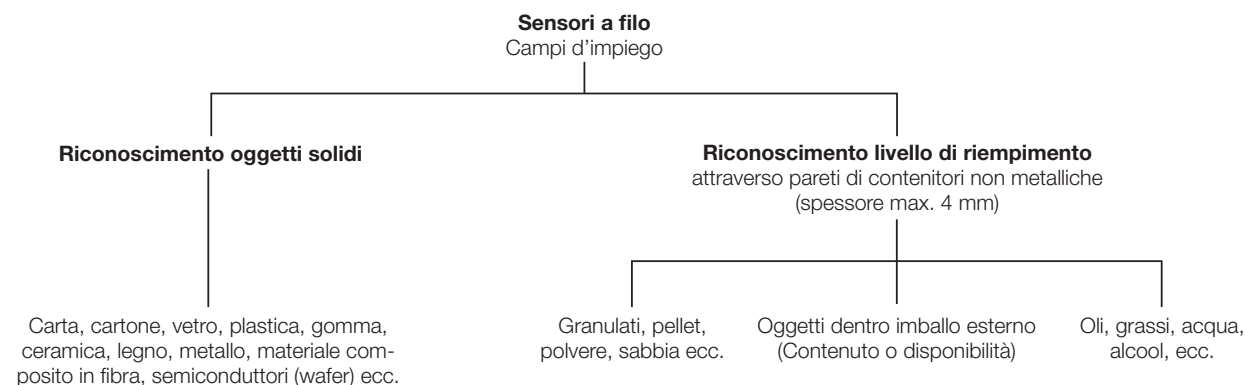 Sensori a filo
Campi d'impiego
Riconoscimento oggetti solidi
Riconoscimento livello di riempimento
attraverso pareti di contenitori non metalliche
(spessore max. 4 mm)
Carta, cartone, vetro, plastica, gomma,
ceramica, legno, metallo, materiale com-
posito in fibra, semiconduttori (wafer) ecc.
Granulati, pellet,
polvere, sabbia ecc.
Oggetti dentro imballo esterno
(Contenuto o disponibilità)
Oli, grassi, acqua,
alcool, ecc.